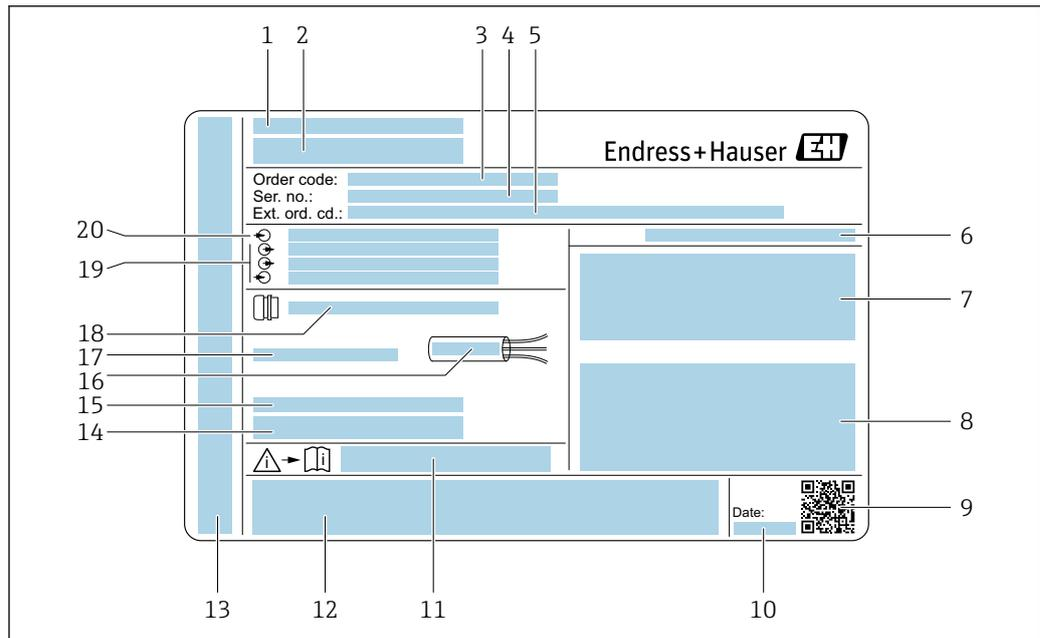 1 2 3 4 5
Endress+Hauser EH
Order code:
Ser. no.:
Ext. ord. cd.:
20
19
6
7
18
17
16
15
14
8
i i
9
Date:
13 12 11 10